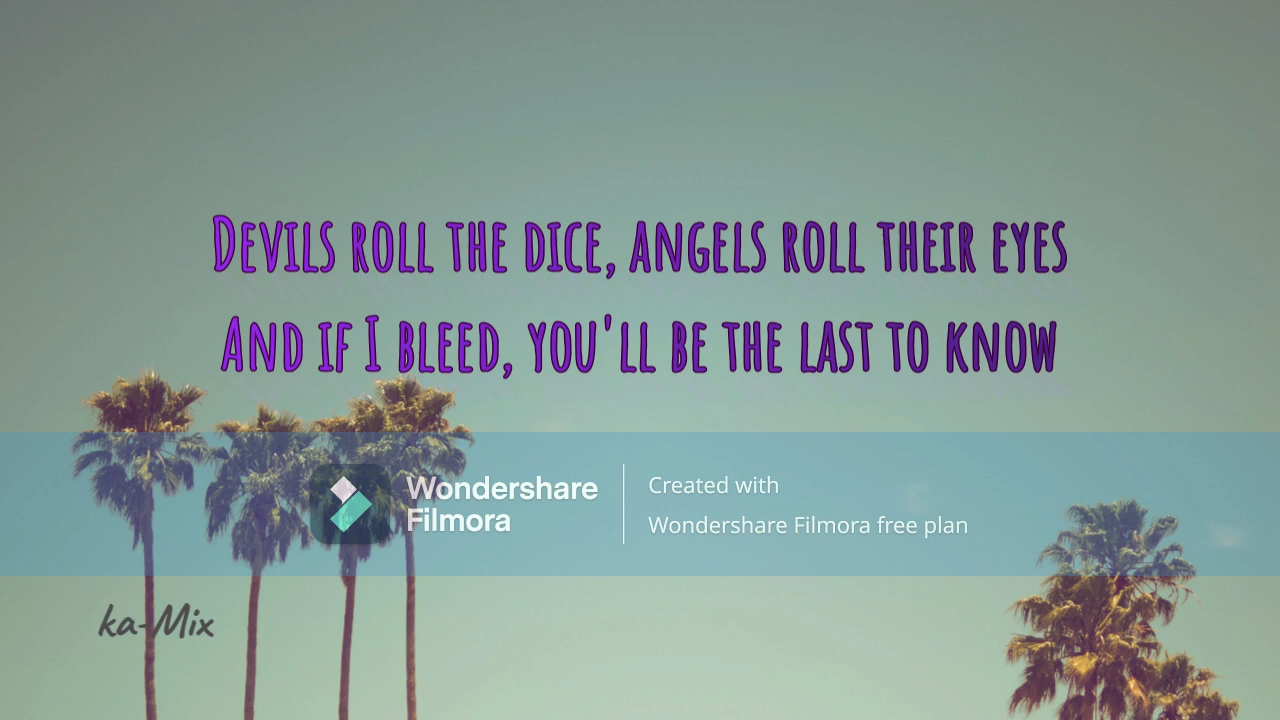 Devils roll the dice, angels roll their eyes
And if I bleed, you'll be the last to know
Wondershare
Filmora
Created with
Wondershare Filmora free plan
ka-Mix